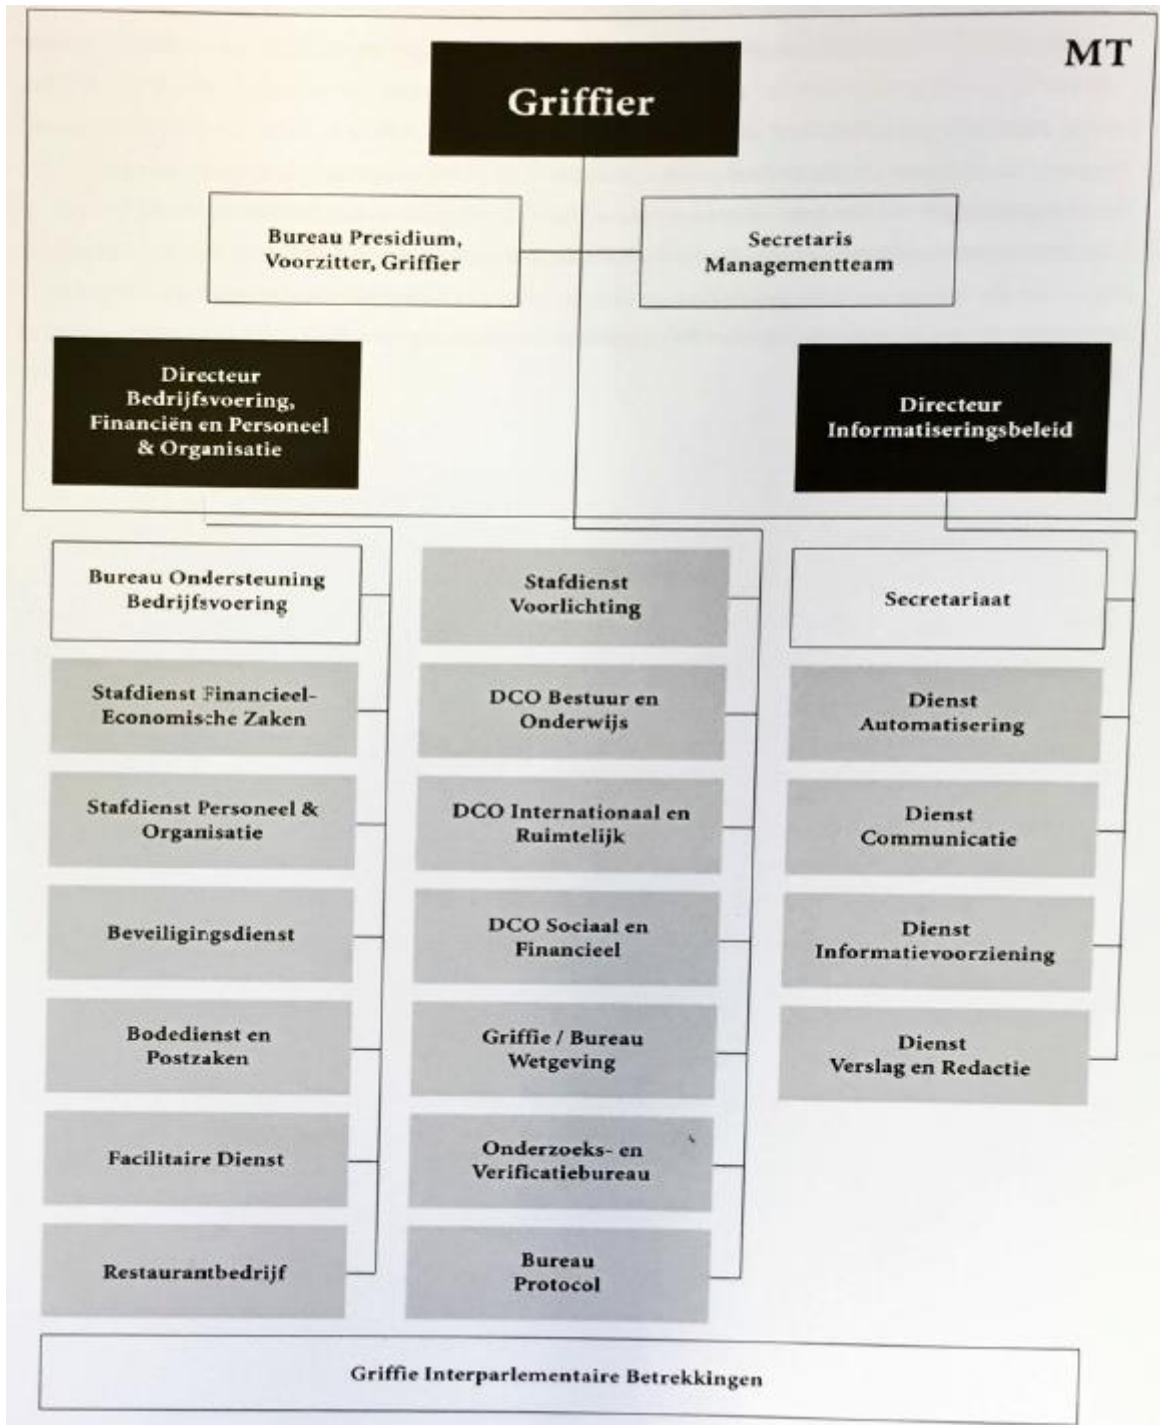 MT
Griffier
Bureau Presidium,
Voorzitter, Griffier
Secretaris
Managementteam
Directeur
Bedrijfsvoering,
Financiën en Personeel
& Organisatie
Directeur
Informatiseringsbeleid
Bureau Ondersteuning
Bedrijfsvoering
Stafdienst Financieel-
Economische Zaken
Stafdienst Personeel &
Organisatie
Beveiligingsdienst
Bodedienst en
Postzaken
Facilitaire Dienst
Restaurantbedrijf
Stafdienst
Voorlichting
DCO Bestuur en
Onderwijs
DCO Internationaal en
Ruimtelijk
DCO Sociaal en
Financieel
Griffie / Bureau
Wetgeving
Onderzoeks- en
Verificatiebureau
Bureau
Protocol
Secretariaat
Dienst
Automatisering
Dienst
Communicatie
Dienst
Informatievoorziening
Dienst
Verslag en Redactie
Griffie Interparlementaire Betrekkingen